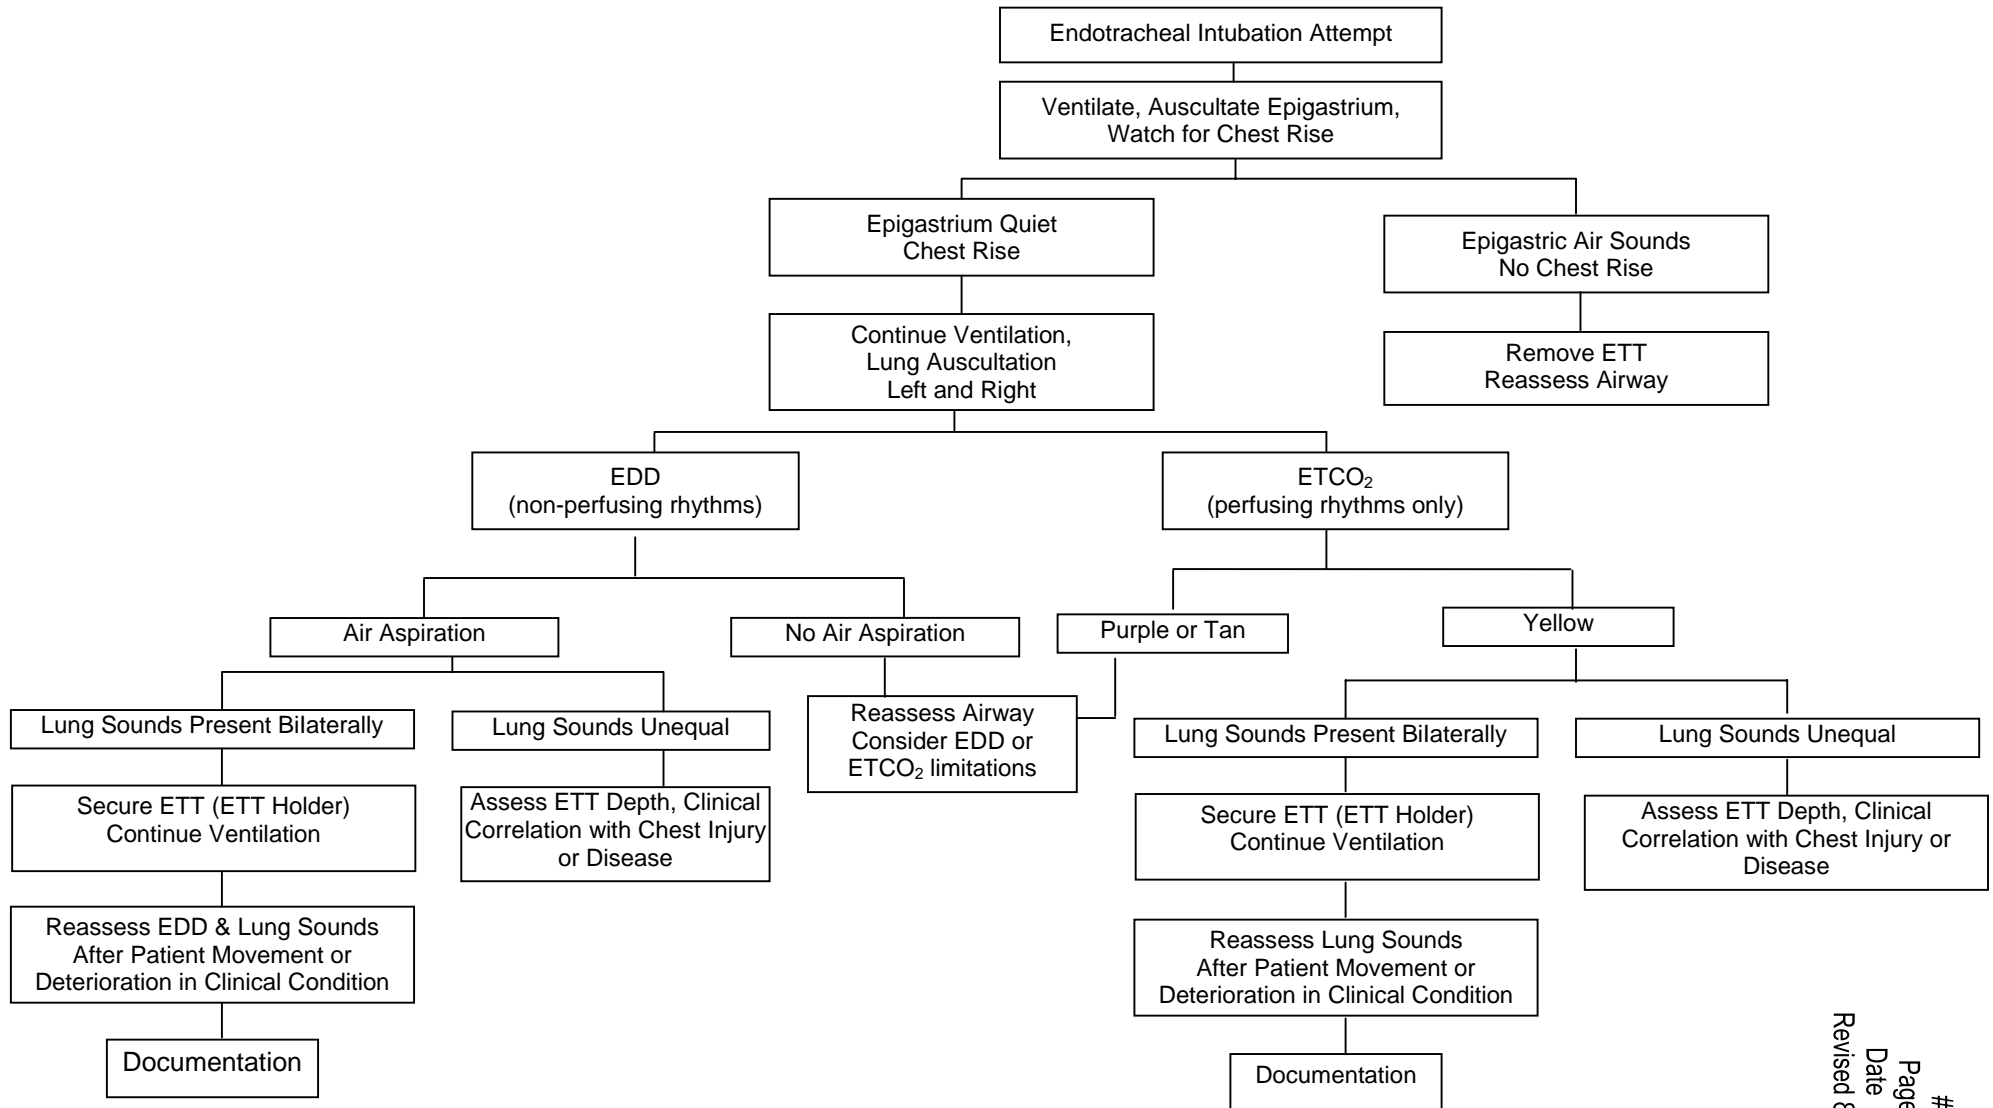 Endotracheal Intubation Attempt
Ventilate, Auscultate Epigastrium,
Watch for Chest Rise
Epigastrium Quiet
Chest Rise
Epigastric Air Sounds
No Chest Rise
Continue Ventilation,
Lung Auscultation
Left and Right
Remove ETT
Reassess Airway
EDD
(non-perfusing rhythms)
ETCO₂
(perfusing rhythms only)
Air Aspiration
No Air Aspiration
Purple or Tan
Yellow
Lung Sounds Present Bilaterally
Lung Sounds Unequal
Reassess Airway
Consider EDD or
ETCO₂ limitations
Lung Sounds Present Bilaterally
Lung Sounds Unequal
Secure ETT (ETT Holder)
Continue Ventilation
Assess ETT Depth, Clinical
Correlation with Chest Injury
or Disease
Secure ETT (ETT Holder)
Continue Ventilation
Assess ETT Depth, Clinical
Correlation with Chest Injury or
Disease
Reassess EDD & Lung Sounds
After Patient Movement or
Deterioration in Clinical Condition
Reassess Lung Sounds
After Patient Movement or
Deterioration in Clinical Condition
Documentation
Documentation
#
Page
Date
Revised